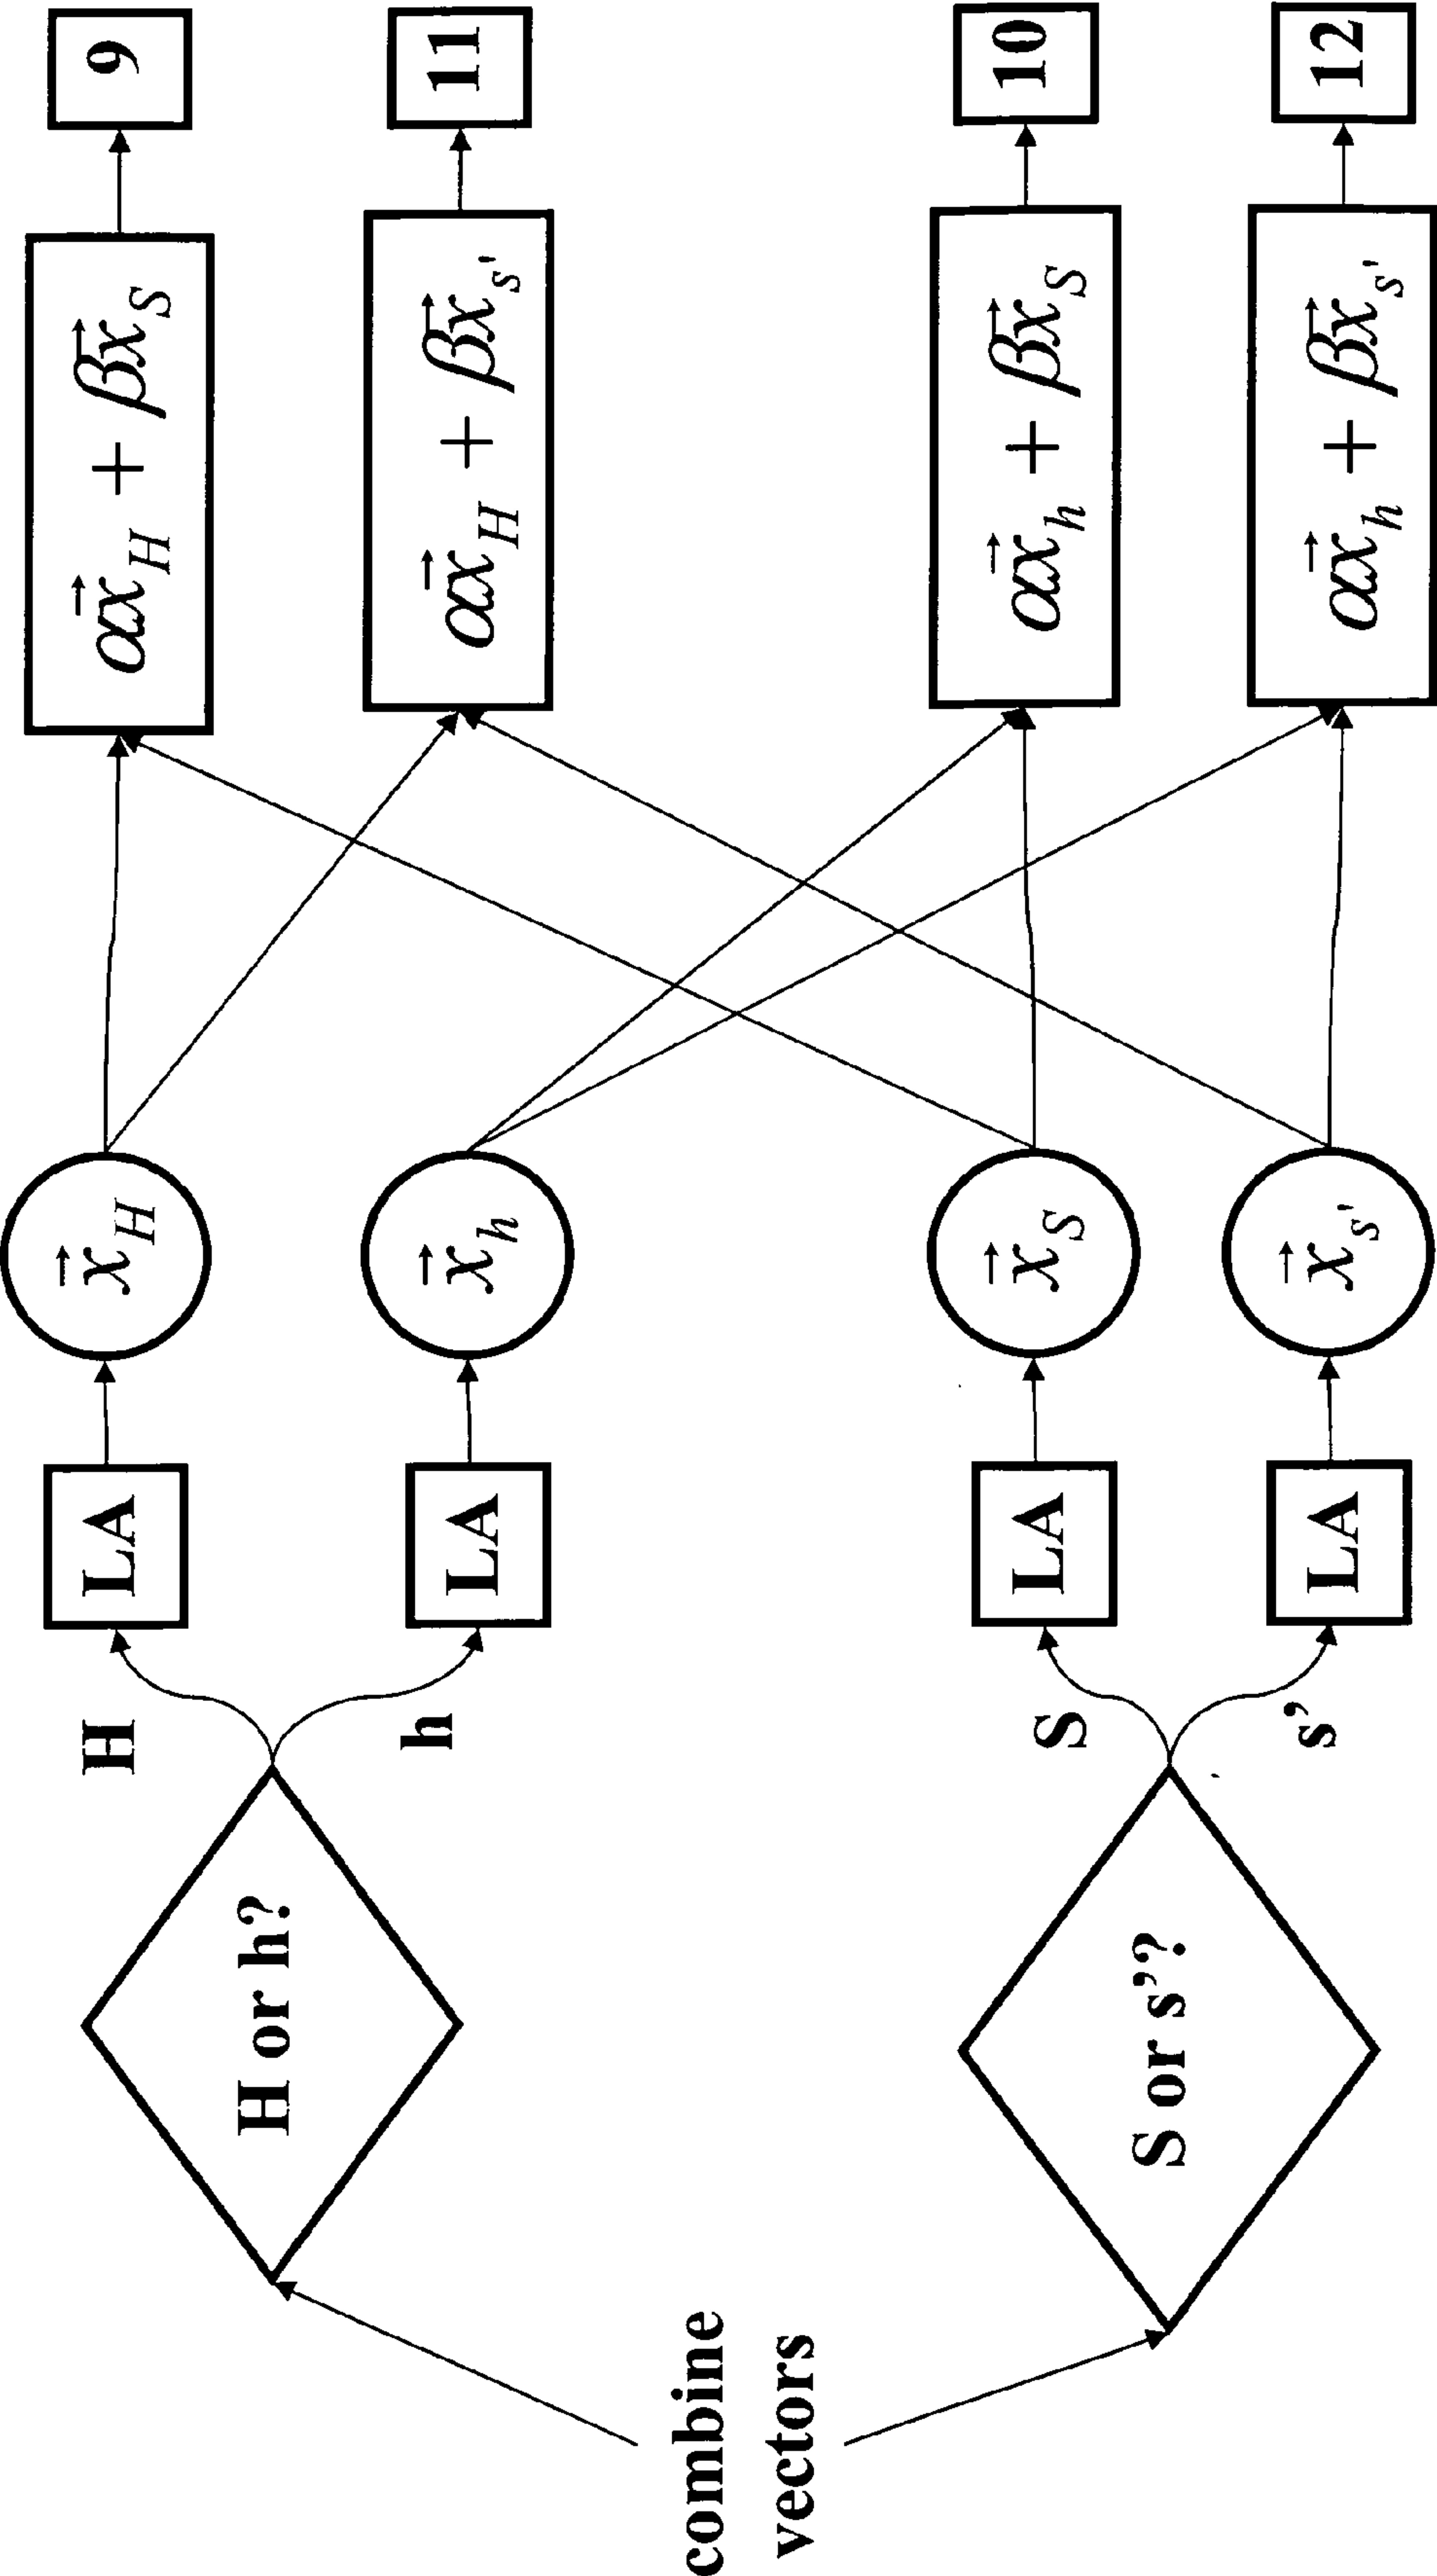 combine
vectors
H or h?
S or s'?
H
h
S
s'
LA
LA
LA
LA
x⃗_H
x⃗_h
x⃗_S
x⃗_s'
αx⃗_H + βx⃗_S
αx⃗_H + βx⃗_s'
αx⃗_h + βx⃗_S
αx⃗_h + βx⃗_s'
9
11
10
12